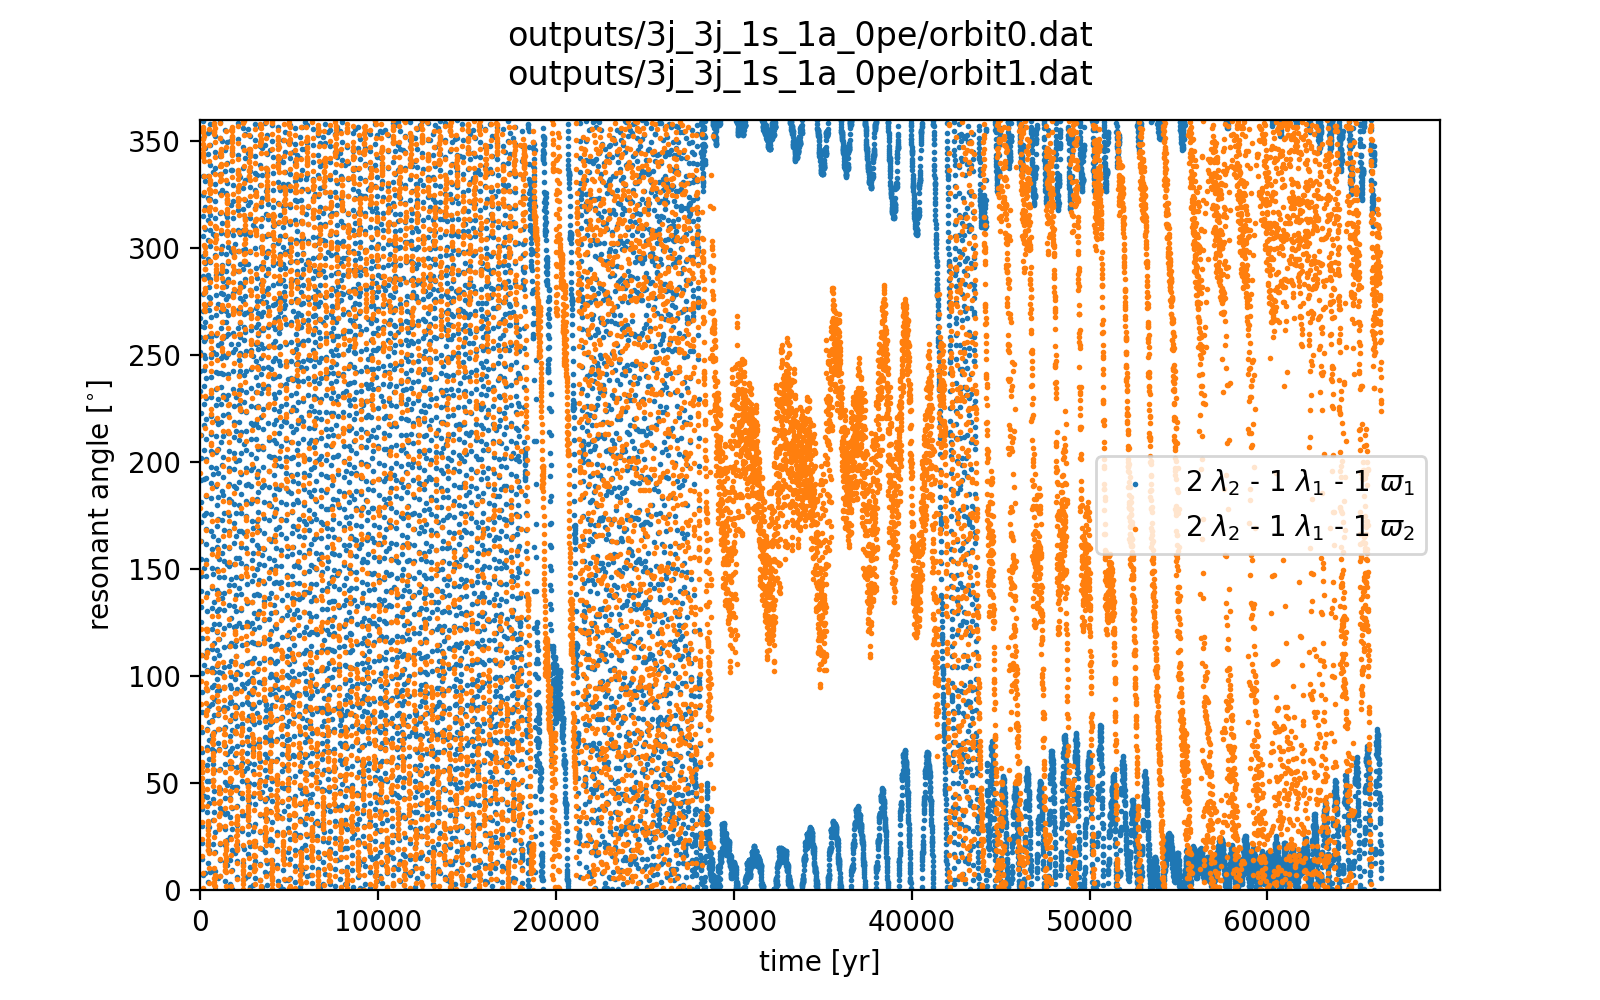 outputs/3j_3j_1s_1a_0pe/orbit0.dat
outputs/3j_3j_1s_1a_0pe/orbit1.dat
350
300
250
200
150
100
50
0
resonant angle [°]
2 λ₂ - 1 λ₁ - 1 ϖ₁
2 λ₂ - 1 λ₁ - 1 ϖ₂
0 10000 20000 30000 40000 50000 60000
time [yr]